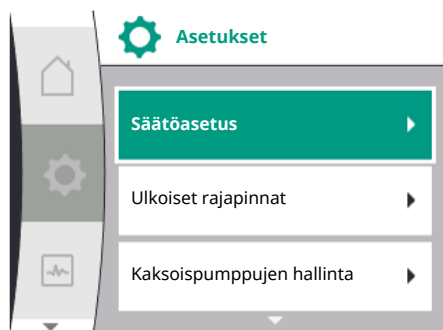 Asetukset
Säätöasetus
Ulkoiset rajapinnat
Kaksoispumppujen hallinta